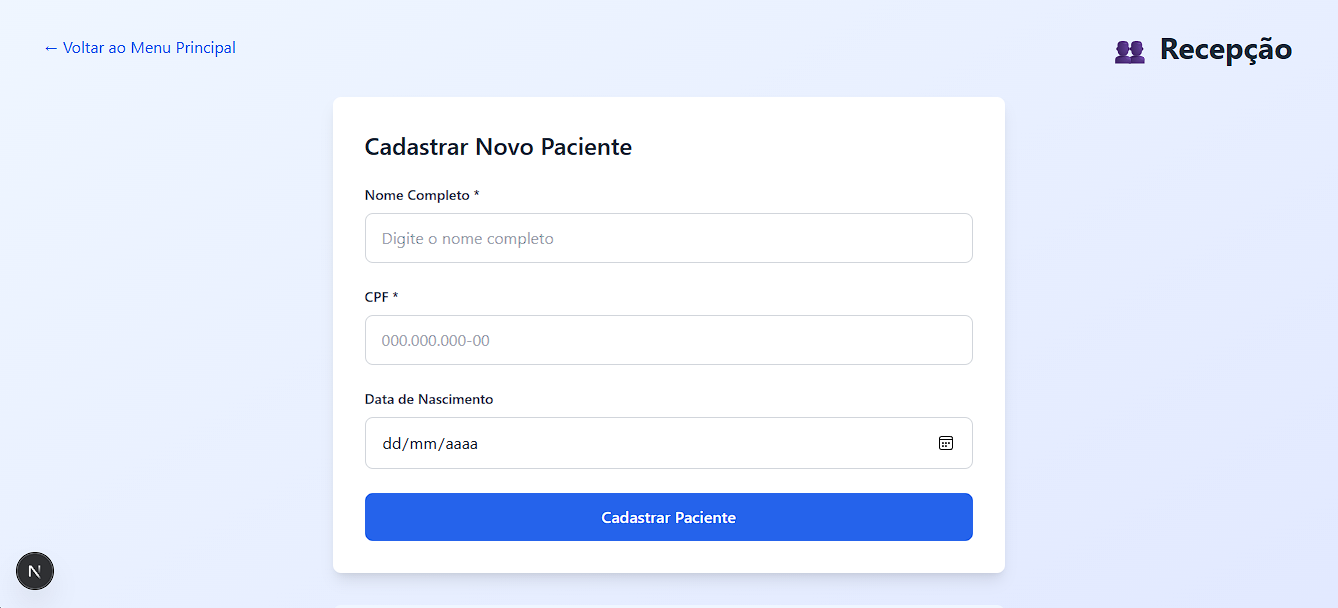 ← Voltar ao Menu Principal
Recepção
Cadastrar Novo Paciente
Nome Completo *
Digite o nome completo
CPF *
000.000.000-00
Data de Nascimento
dd/mm/aaaa
Cadastrar Paciente
N